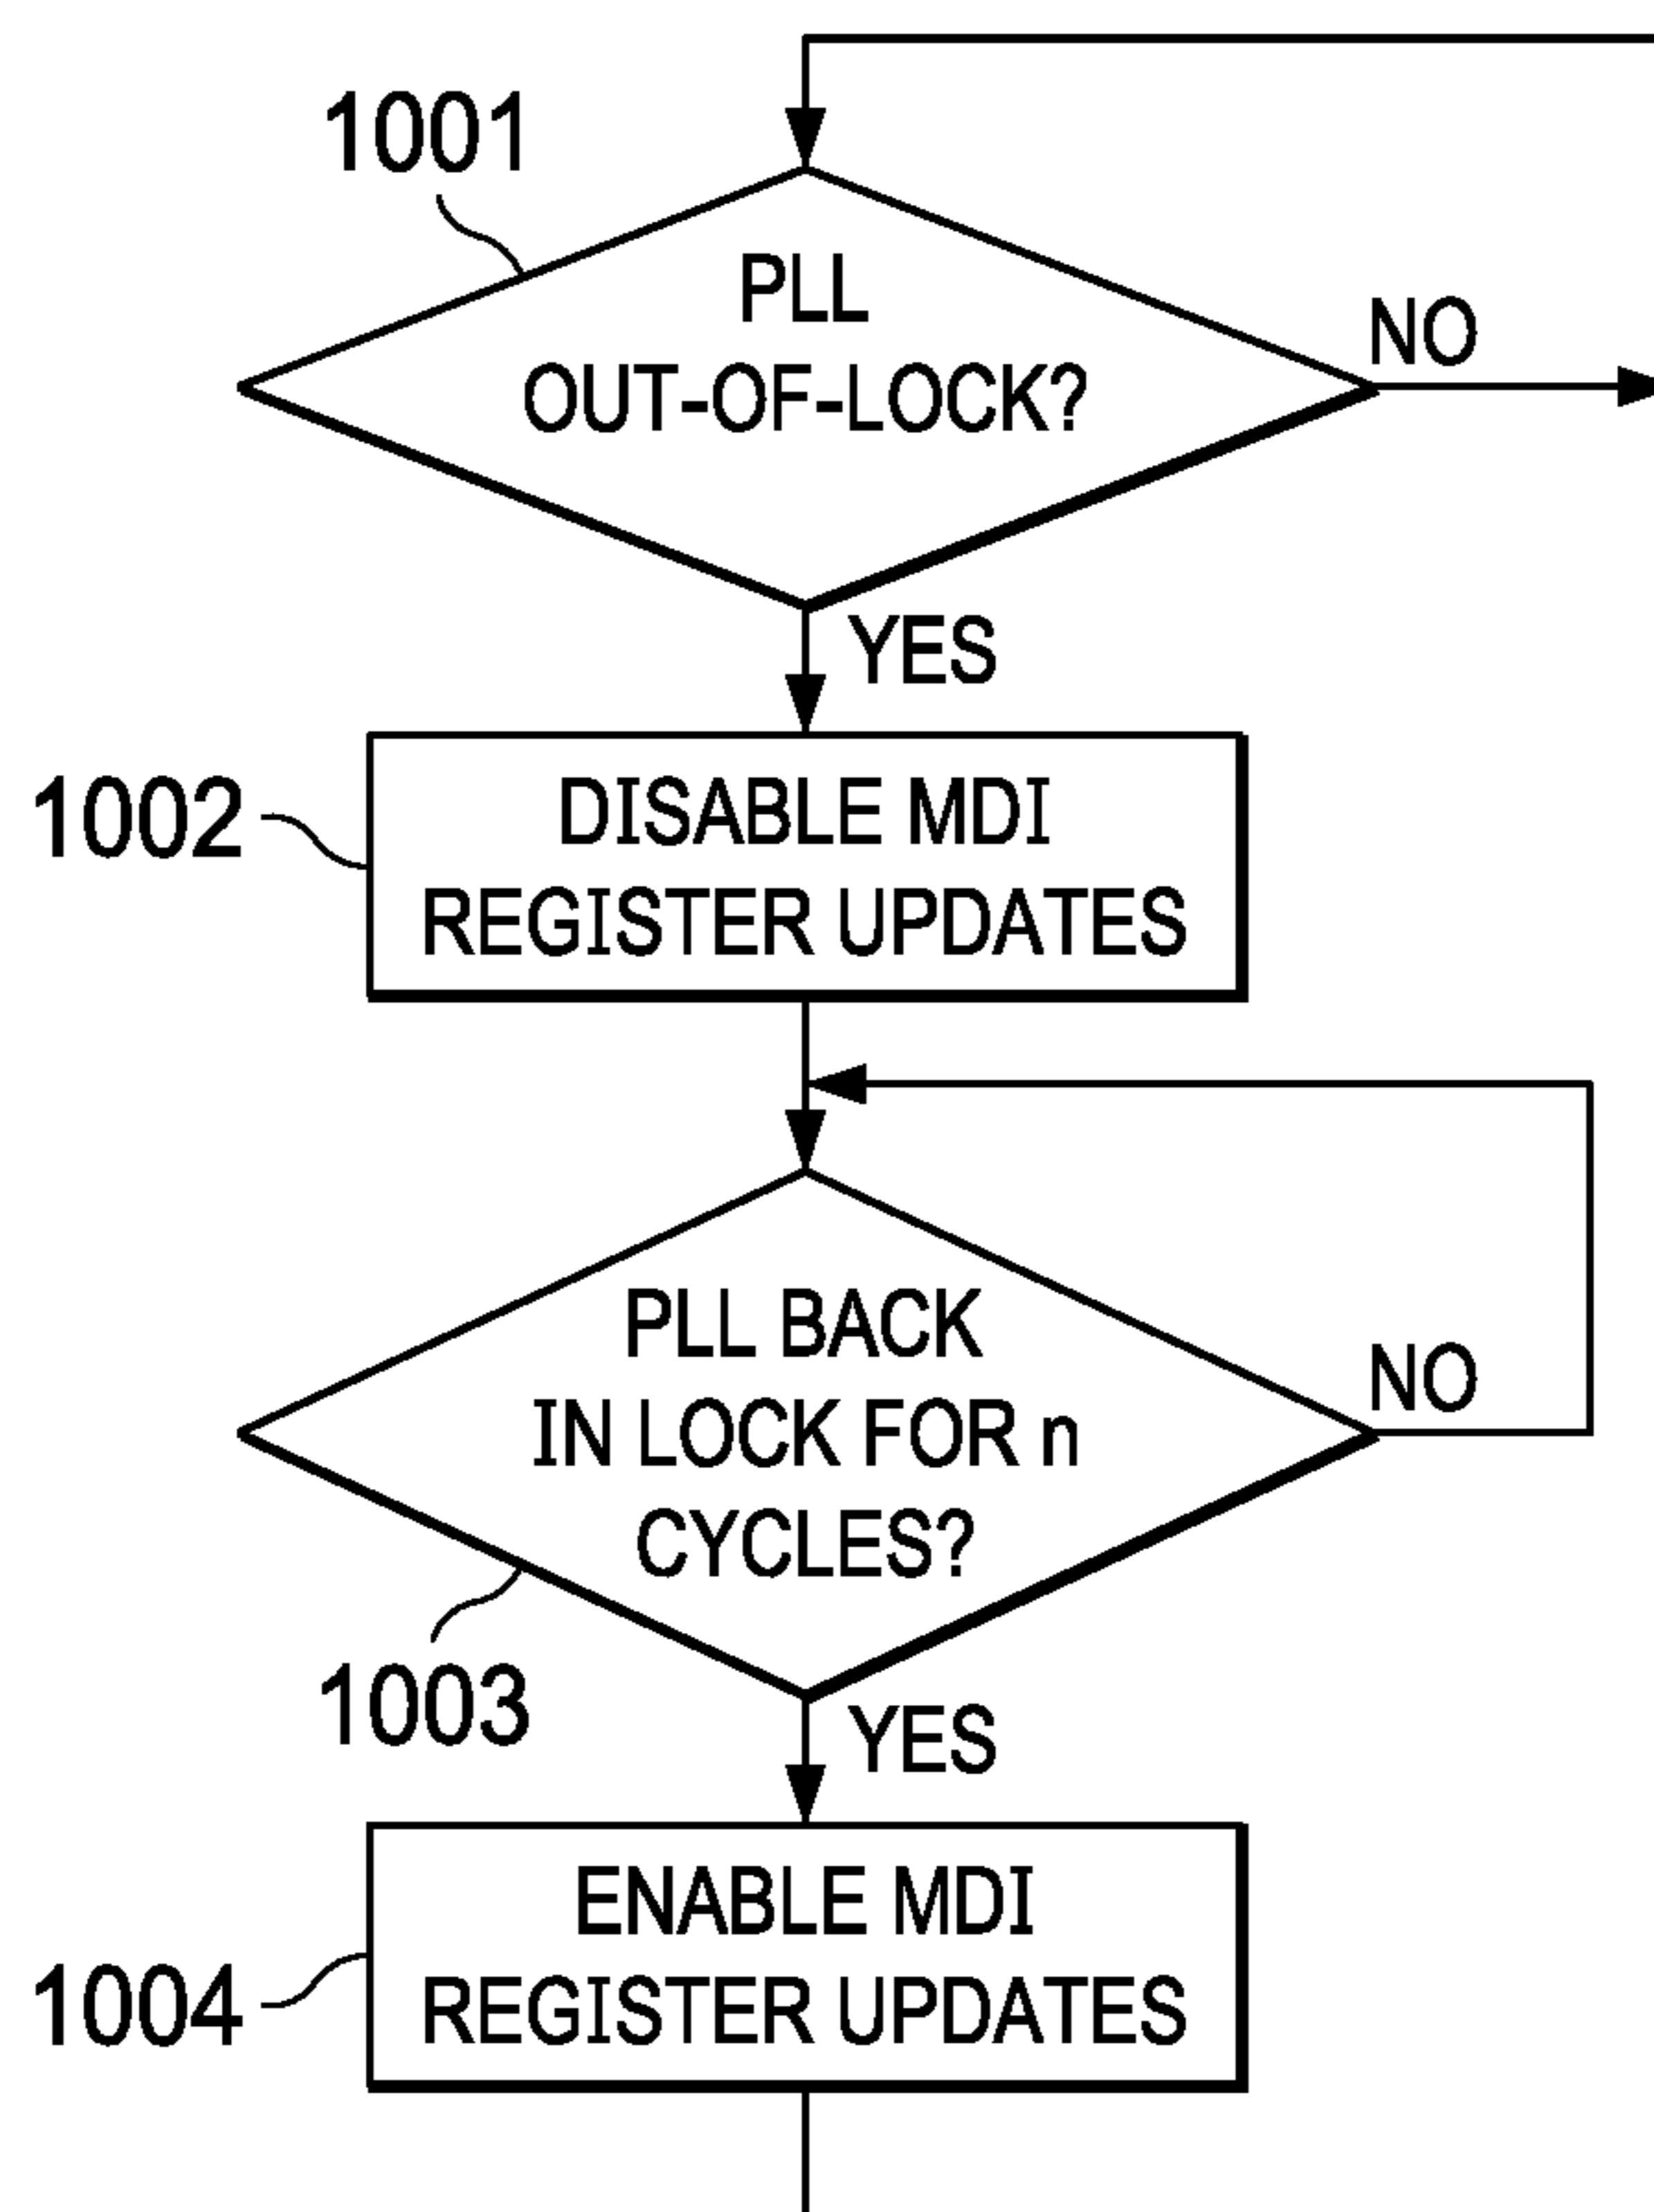 1001
PLL
OUT-OF-LOCK?
NO
YES
1002
DISABLE MDI
REGISTER UPDATES
PLL BACK
IN LOCK FOR n
CYCLES?
NO
1003
YES
ENABLE MDI
REGISTER UPDATES
1004